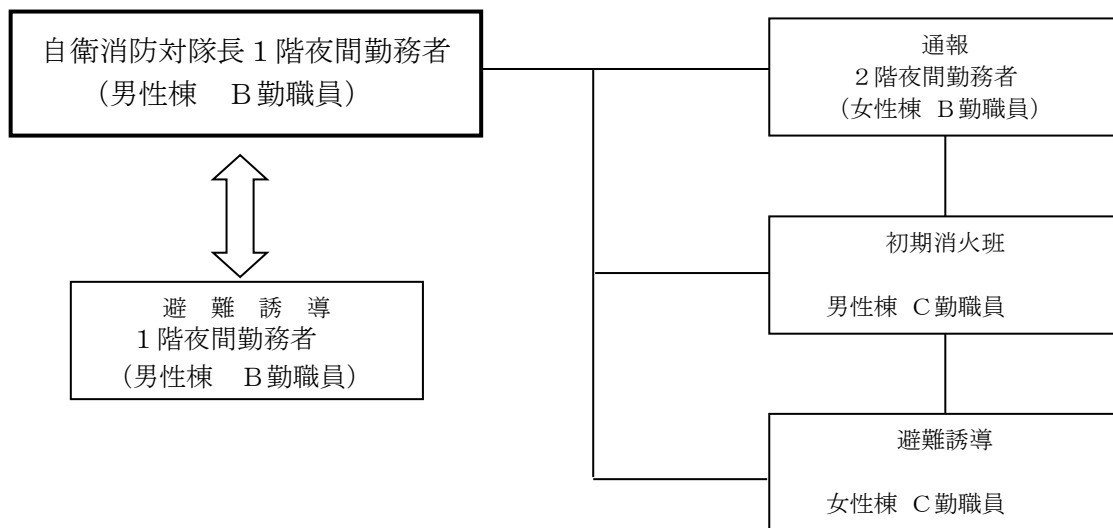 自衛消防対隊長１階夜間勤務者
（男性棟　Ｂ勤職員）
避　難　誘　導
１階夜間勤務者
（男性棟　Ｂ勤職員）
通報
２階夜間勤務者
（女性棟 Ｂ勤職員）
初期消火班
男性棟 Ｃ勤職員
避難誘導
女性棟 Ｃ勤職員